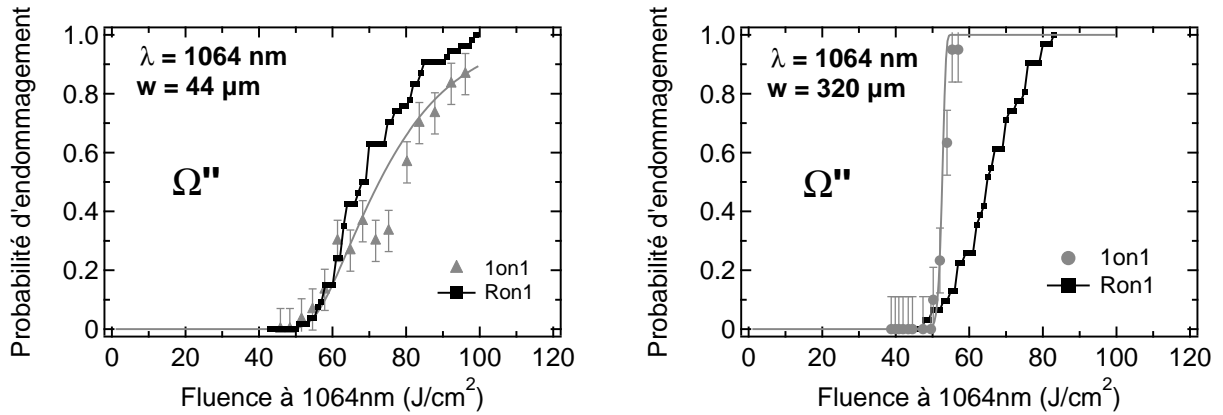 Probabilité d'endommagement
1.0
0.8
0.6
0.4
0.2
0
λ = 1064 nm
w = 44 µm
Ω"
1on1
Ron1
0 20 40 60 80 100 120
Fluence à 1064nm (J/cm²)
Probabilité d'endommagement
1.0
0.8
0.6
0.4
0.2
0
λ = 1064 nm
w = 320 µm
Ω"
1on1
Ron1
0 20 40 60 80 100 120
Fluence à 1064nm (J/cm²)